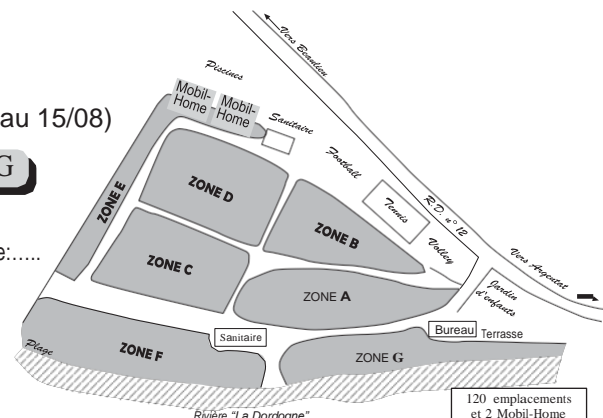 au 15/08)
G
e:.....
Vers Beaulieu
Piscines
Mobil-
Home
Mobil-
Home
Sanitaire
Football
Tennis
Volley
R.D. n° 12
Vers Argentat
Jardin
d'enfants
ZONE E
ZONE D
ZONE B
ZONE C
ZONE A
Sanitaire
Bureau
Terrasse
Plage
ZONE F
ZONE G
Rivière "La Dordogne"
120 emplacements
et 2 Mobil-Home